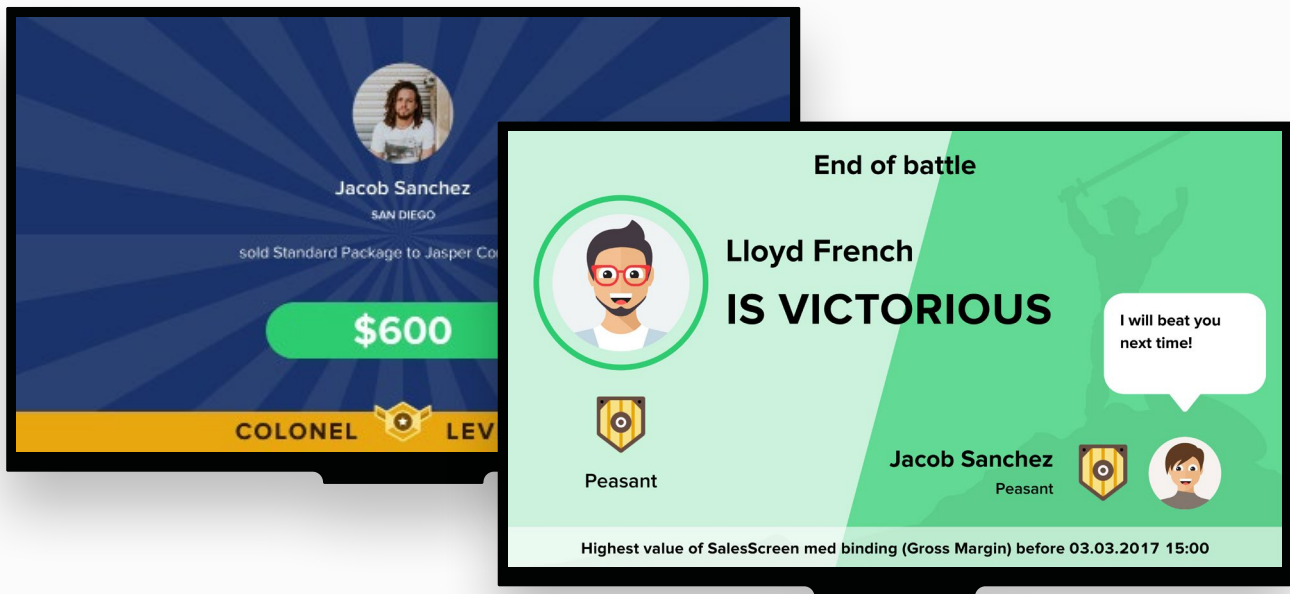 Jacob Sanchez
SAN DIEGO
sold Standard Package to Jasper
$600
COLONEL
End of battle
Lloyd French
IS VICTORIOUS
I will beat you
next time!
Peasant
Jacob Sanchez
Peasant
Highest value of SalesScreen med binding (Gross Margin) before 03.03.2017 15:00